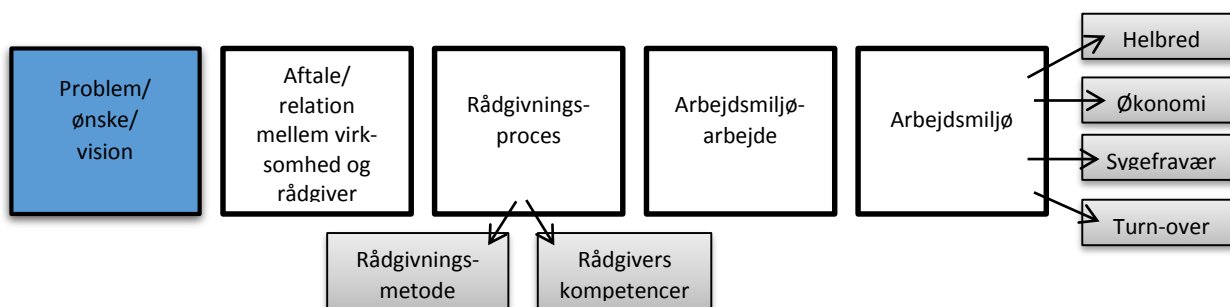 Problem/
ønske/
vision
Aftale/
relation
mellem virk-
somhed og
rådgiver
Rådgivnings-
proces
Arbejdsmiljø-
arbejde
Arbejdsmiljø
Helbred
Økonomi
Sygefravær
Turn-over
Rådgivnings-
metode
Rådgivers
kompetencer